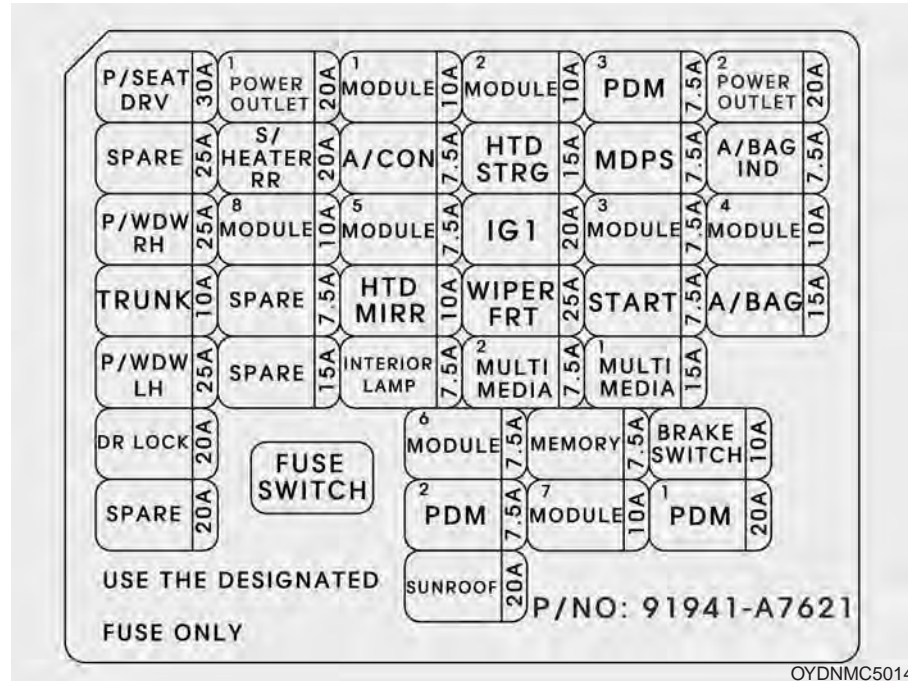 P/SEAT DRV 30A
1 POWER OUTLET 20A
1 MODULE 10A
2 MODULE 10A
3 PDM 7.5A
2 POWER OUTLET 20A
SPARE 25A
S/ HEATER RR 20A
A/CON 7.5A
HTD STRG 15A
MDPS 7.5A
A/BAG IND 7.5A
P/WDW RH 25A
8 MODULE 10A
5 MODULE 7.5A
IG1 20A
3 MODULE 7.5A
4 MODULE 10A
TRUNK 10A
SPARE 7.5A
HTD MIRR 10A
WIPER FRT 25A
START 7.5A
A/BAG 15A
P/WDW LH 25A
SPARE 15A
INTERIOR LAMP 7.5A
2 MULTI MEDIA 7.5A
1 MULTI MEDIA 15A
DR LOCK 20A
FUSE SWITCH
6 MODULE 7.5A
MEMORY 7.5A
BRAKE SWITCH 10A
SPARE 20A
2 PDM 7.5A
7 MODULE 10A
1 PDM 20A
USE THE DESIGNATED
FUSE ONLY
SUNROOF 20A
P/NO: 91941-A7621
OYDNMC5014